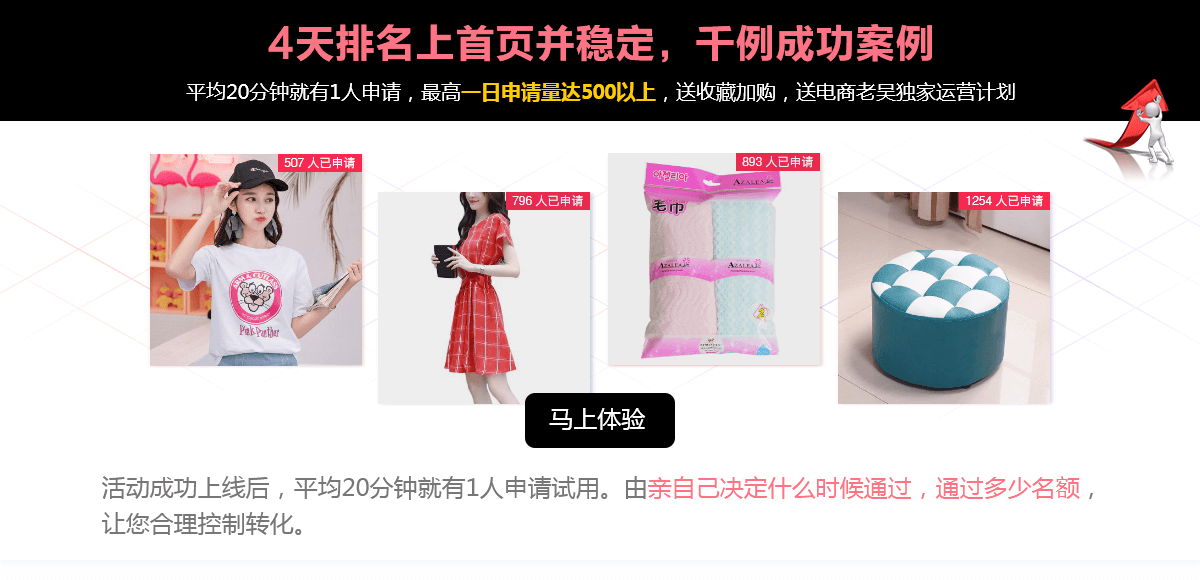 4天排名上首页并稳定，千例成功案例
平均20分钟就有1人申请，最高一日申请量达500以上，送收藏加购，送电商老吴独家运营计划
507 人已申请
796 人已申请
893 人已申请
1254 人已申请
AZALEA
毛巾
AZALEA
AZALEA
Pink-Panther
马上体验
活动成功上线后，平均20分钟就有1人申请试用。由亲自己决定什么时候通过，通过多少名额，
让您合理控制转化。